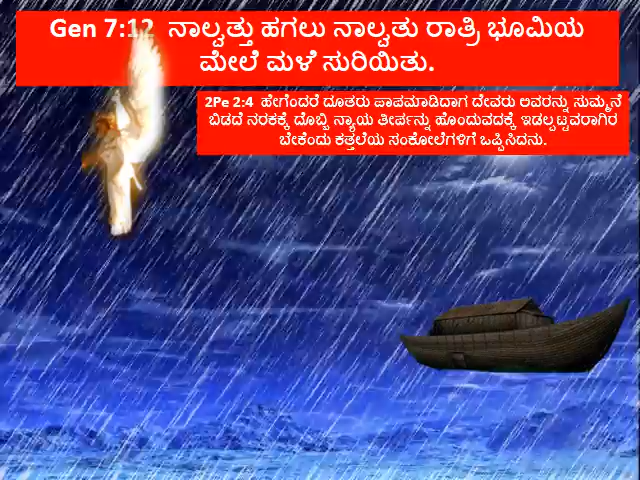 Gen 7:12 ನಾಲ್ವತ್ತು ಹಗಲು ನಾಲ್ವತು ರಾತ್ರಿ ಭೂಮಿಯ
ಮೇಲೆ ಮಳೆ ಸುರಿಯಿತು.
2Pe 2:4 ಹೇಗೆಂದರೆ ದೂತರು ಪಾಪಮಾಡಿದಾಗ ದೇವರು ಅವರನ್ನು ಸುಮ್ಮನೆ
ಬಿಡದೆ ನರಕಕ್ಕೆ ದೊಬ್ಬಿ ನ್ಯಾಯ ತೀರ್ಪನ್ನು ಹೊಂದುವದಕ್ಕೆ ಇಡಲ್ಪಟ್ಟವರಾಗಿರ
ಬೇಕೆಂದು ಕತ್ತಲೆಯ ಸಂಕೋಲೆಗಳಿಗೆ ಒಪ್ಪಿಸಿದನು.